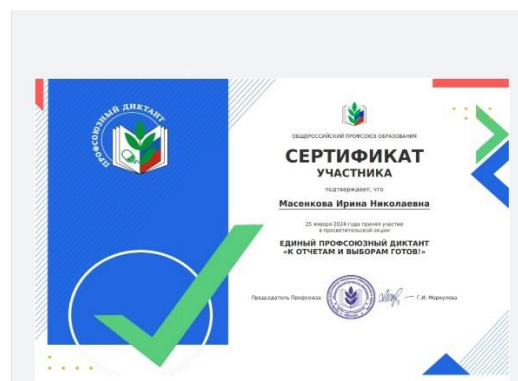 ПРОФСОЮЗНЫЙ ДИКТАНТ
ОБЩЕРОССИЙСКИЙ ПРОФСОЮЗ ОБРАЗОВАНИЯ
СЕРТИФИКАТ
УЧАСТНИКА
подтверждает, что
Масенкова Ирина Николаевна
25 января 2024 года принял участие
в просветительской акции
ЕДИНЫЙ ПРОФСОЮЗНЫЙ ДИКТАНТ
«К ОТЧЕТАМ И ВЫБОРАМ ГОТОВ!»
Председатель Профсоюза
Г.И. Меркулова